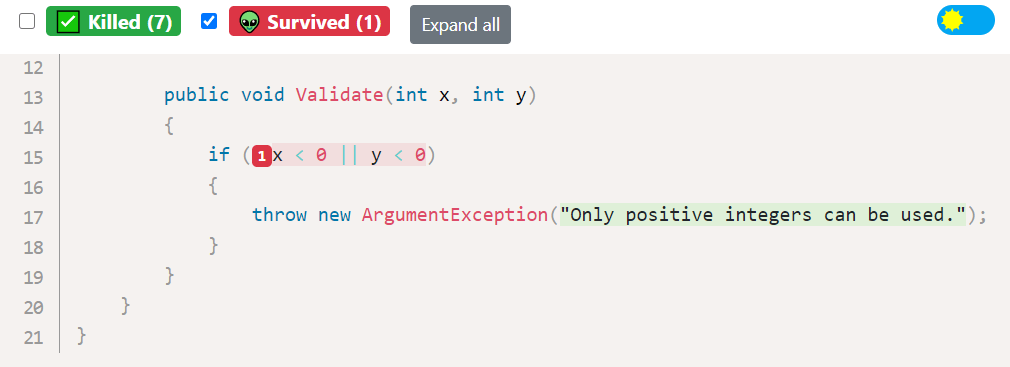 Killed (7) Survived (1) Expand all
12
13 public void Validate(int x, int y)
14 {
15 if (1x < 0 || y < 0)
16 {
17 throw new ArgumentException("Only positive integers can be used.");
18 }
19 }
20 }
21 }